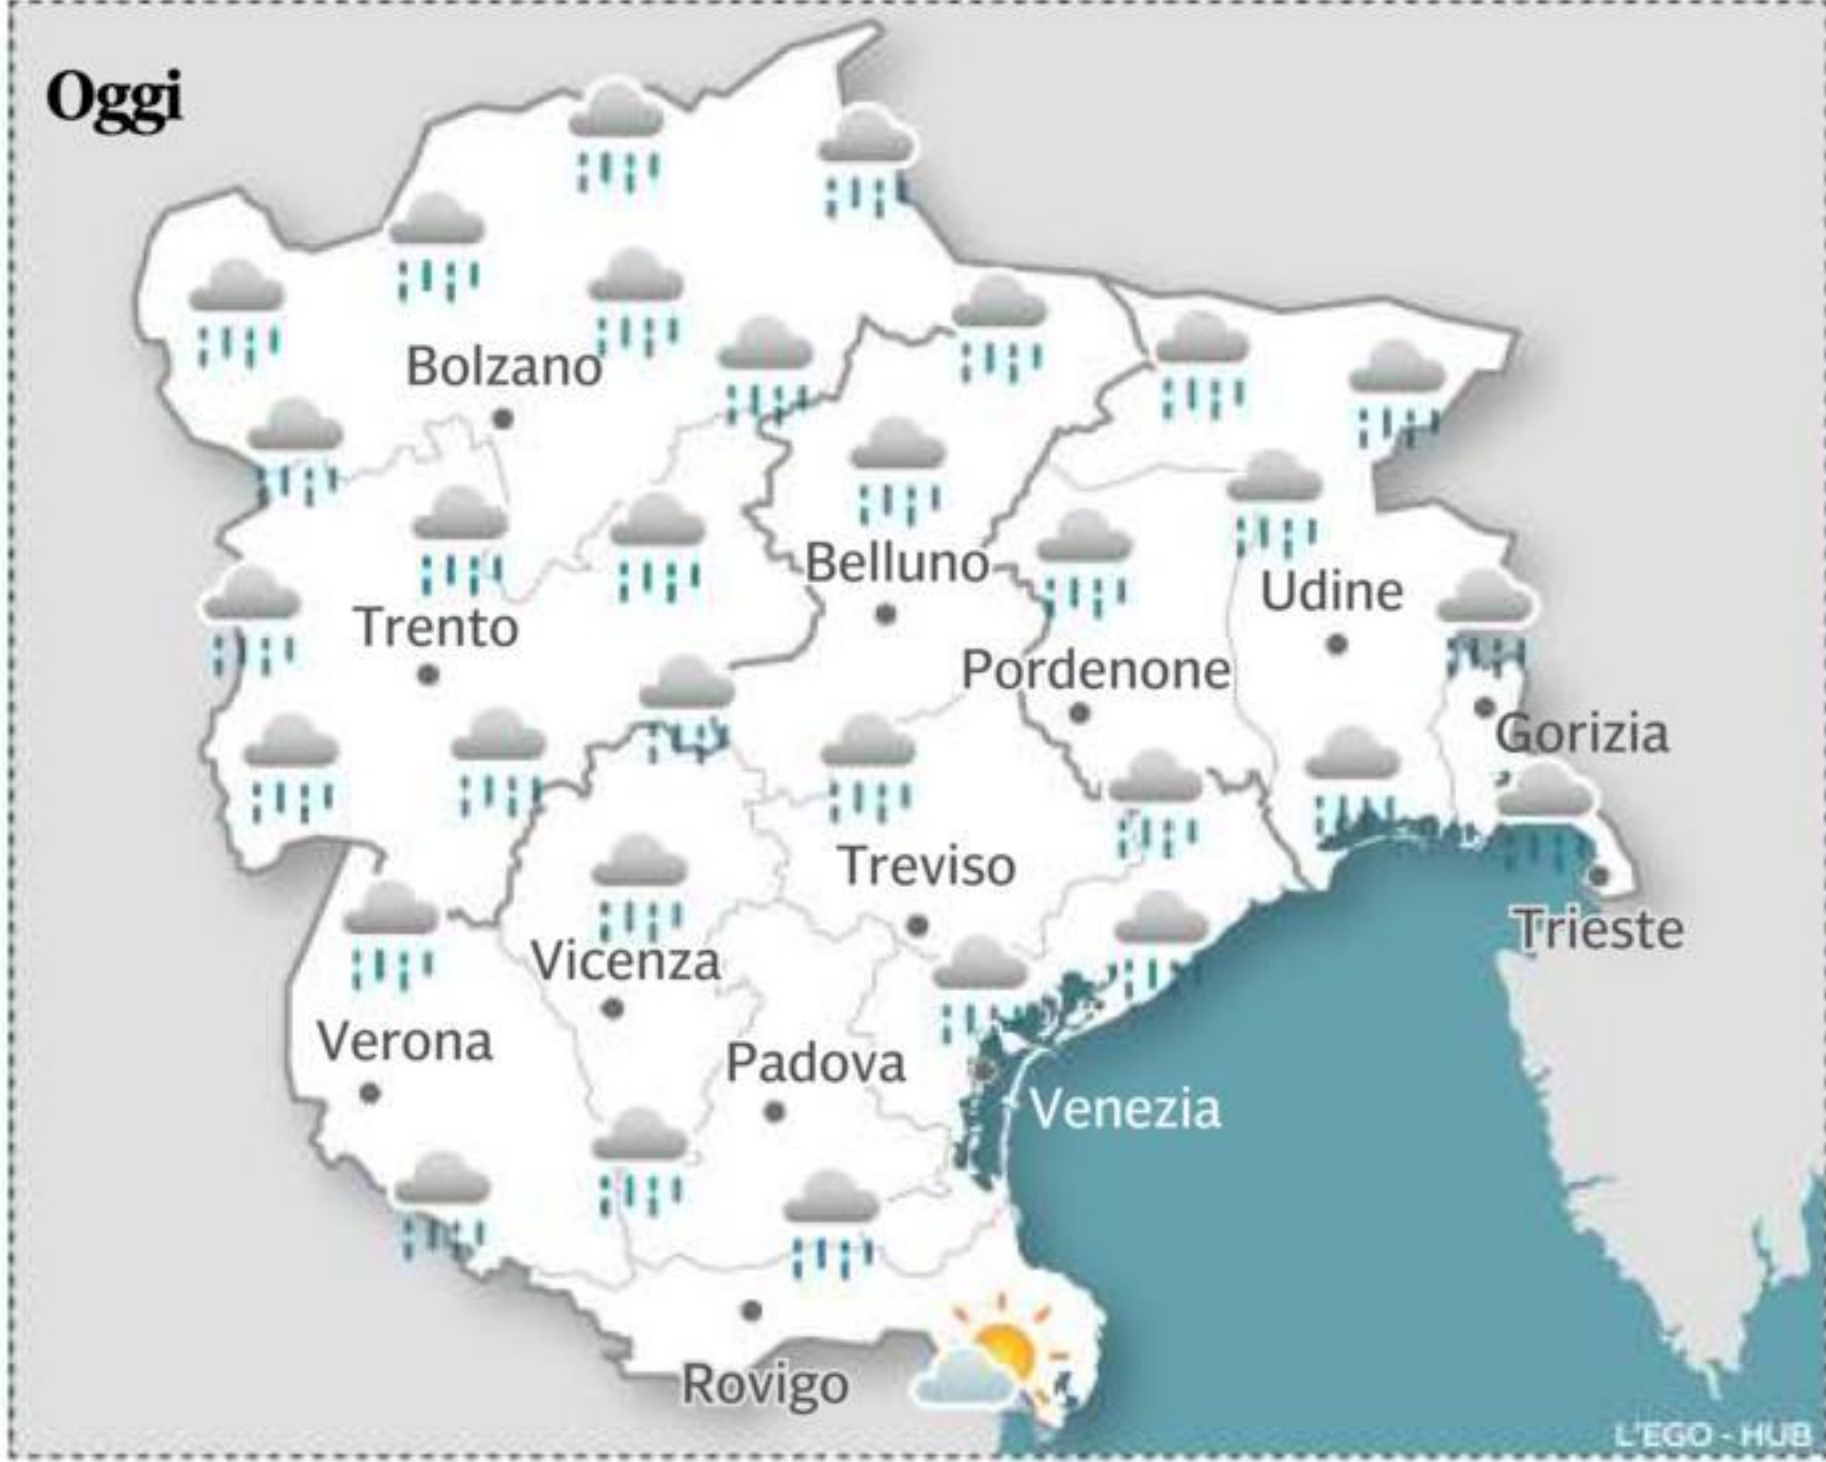 Oggi
Bolzano
Belluno
Udine
Trento
Pordenone
Gorizia
Treviso
Trieste
Vicenza
Verona
Padova
Venezia
Rovigo
L'EGO - HUB